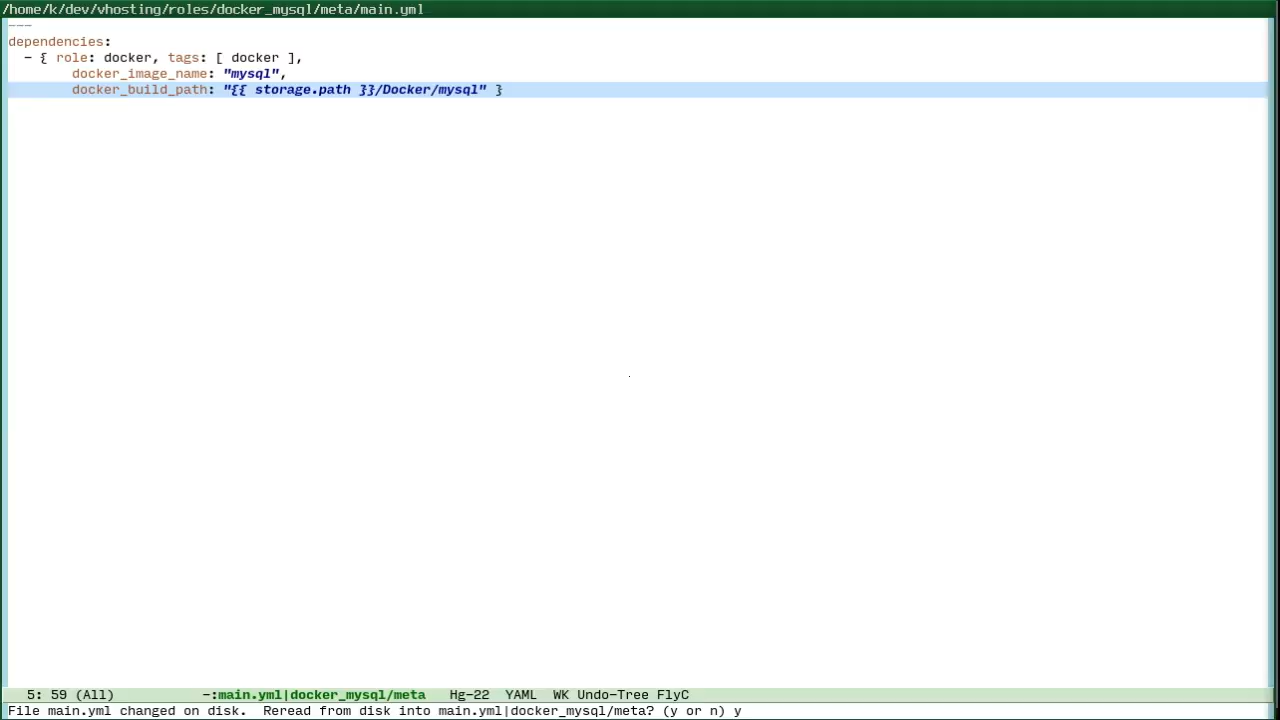 /home/k/dev/vhosting/roles/docker_mysql/meta/main.yml
---
dependencies:
  - { role: docker, tags: [ docker ],
        docker_image_name: "mysql",
        docker_build_path: "{{ storage.path }}/Docker/mysql" }
5: 59 (All)           -:main.yml|docker_mysql/meta   Hg-22  YAML  WK Undo-Tree FlyC
File main.yml changed on disk.  Reread from disk into main.yml|docker_mysql/meta? (y or n) y